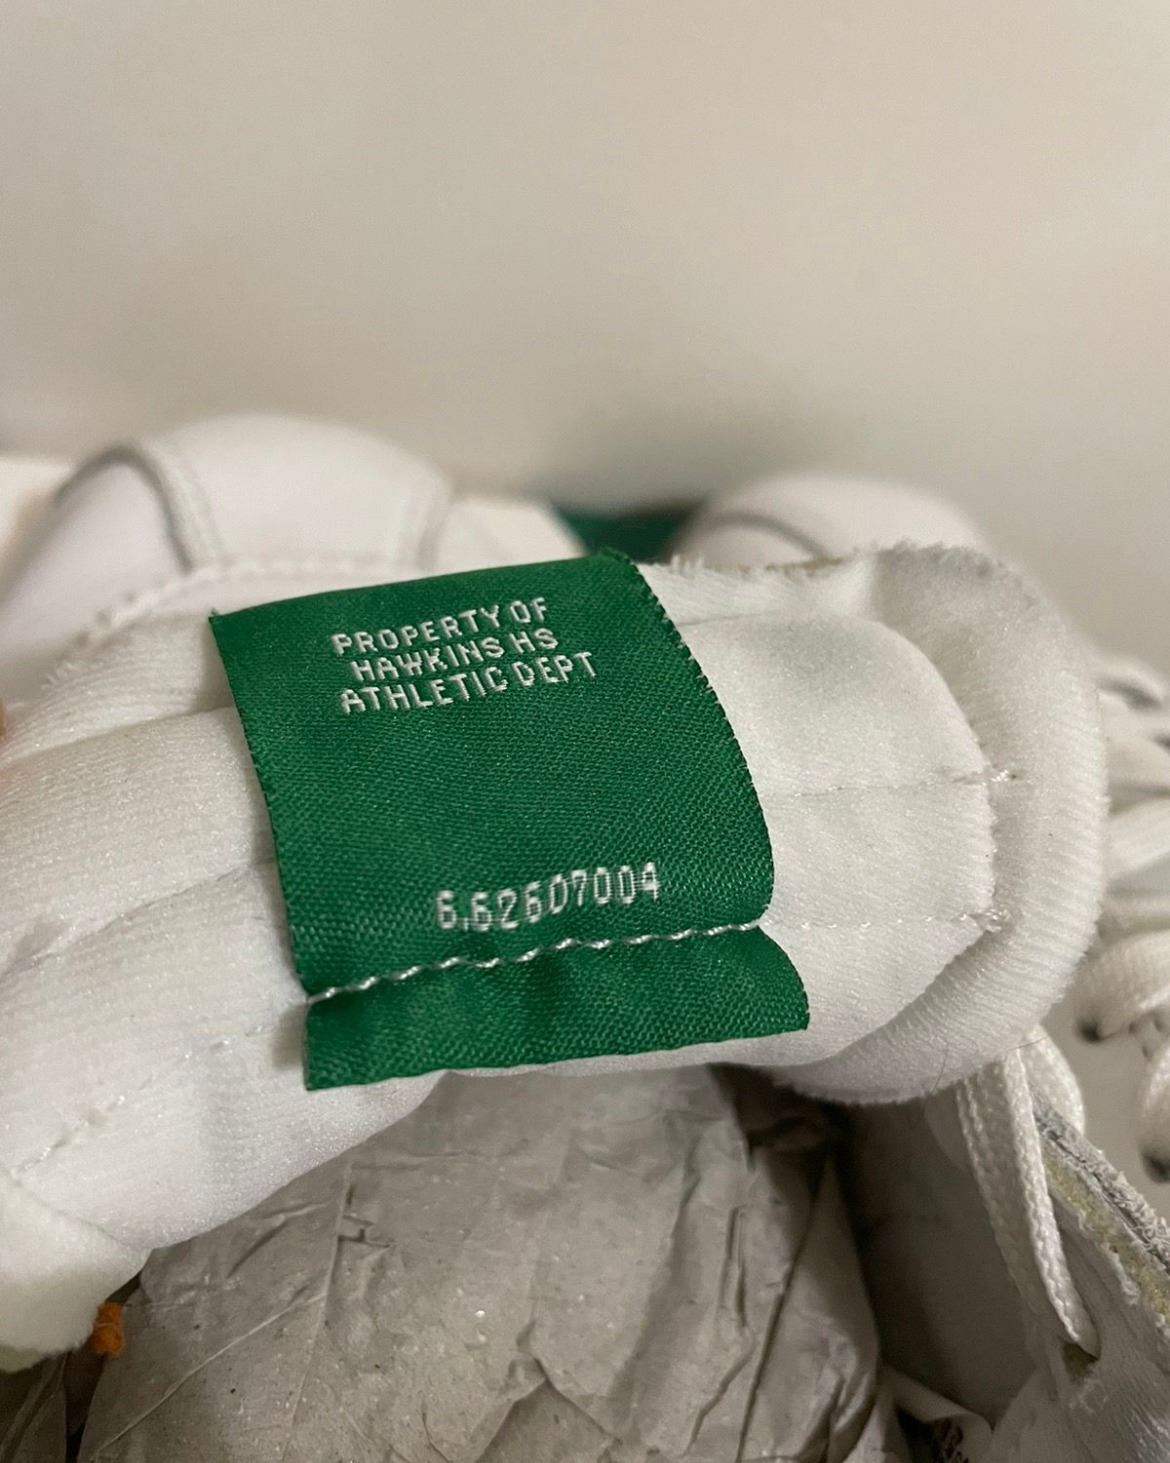 PROPERTY OF
HAWKINS HS
ATHLETIC DEPT
6.62607004